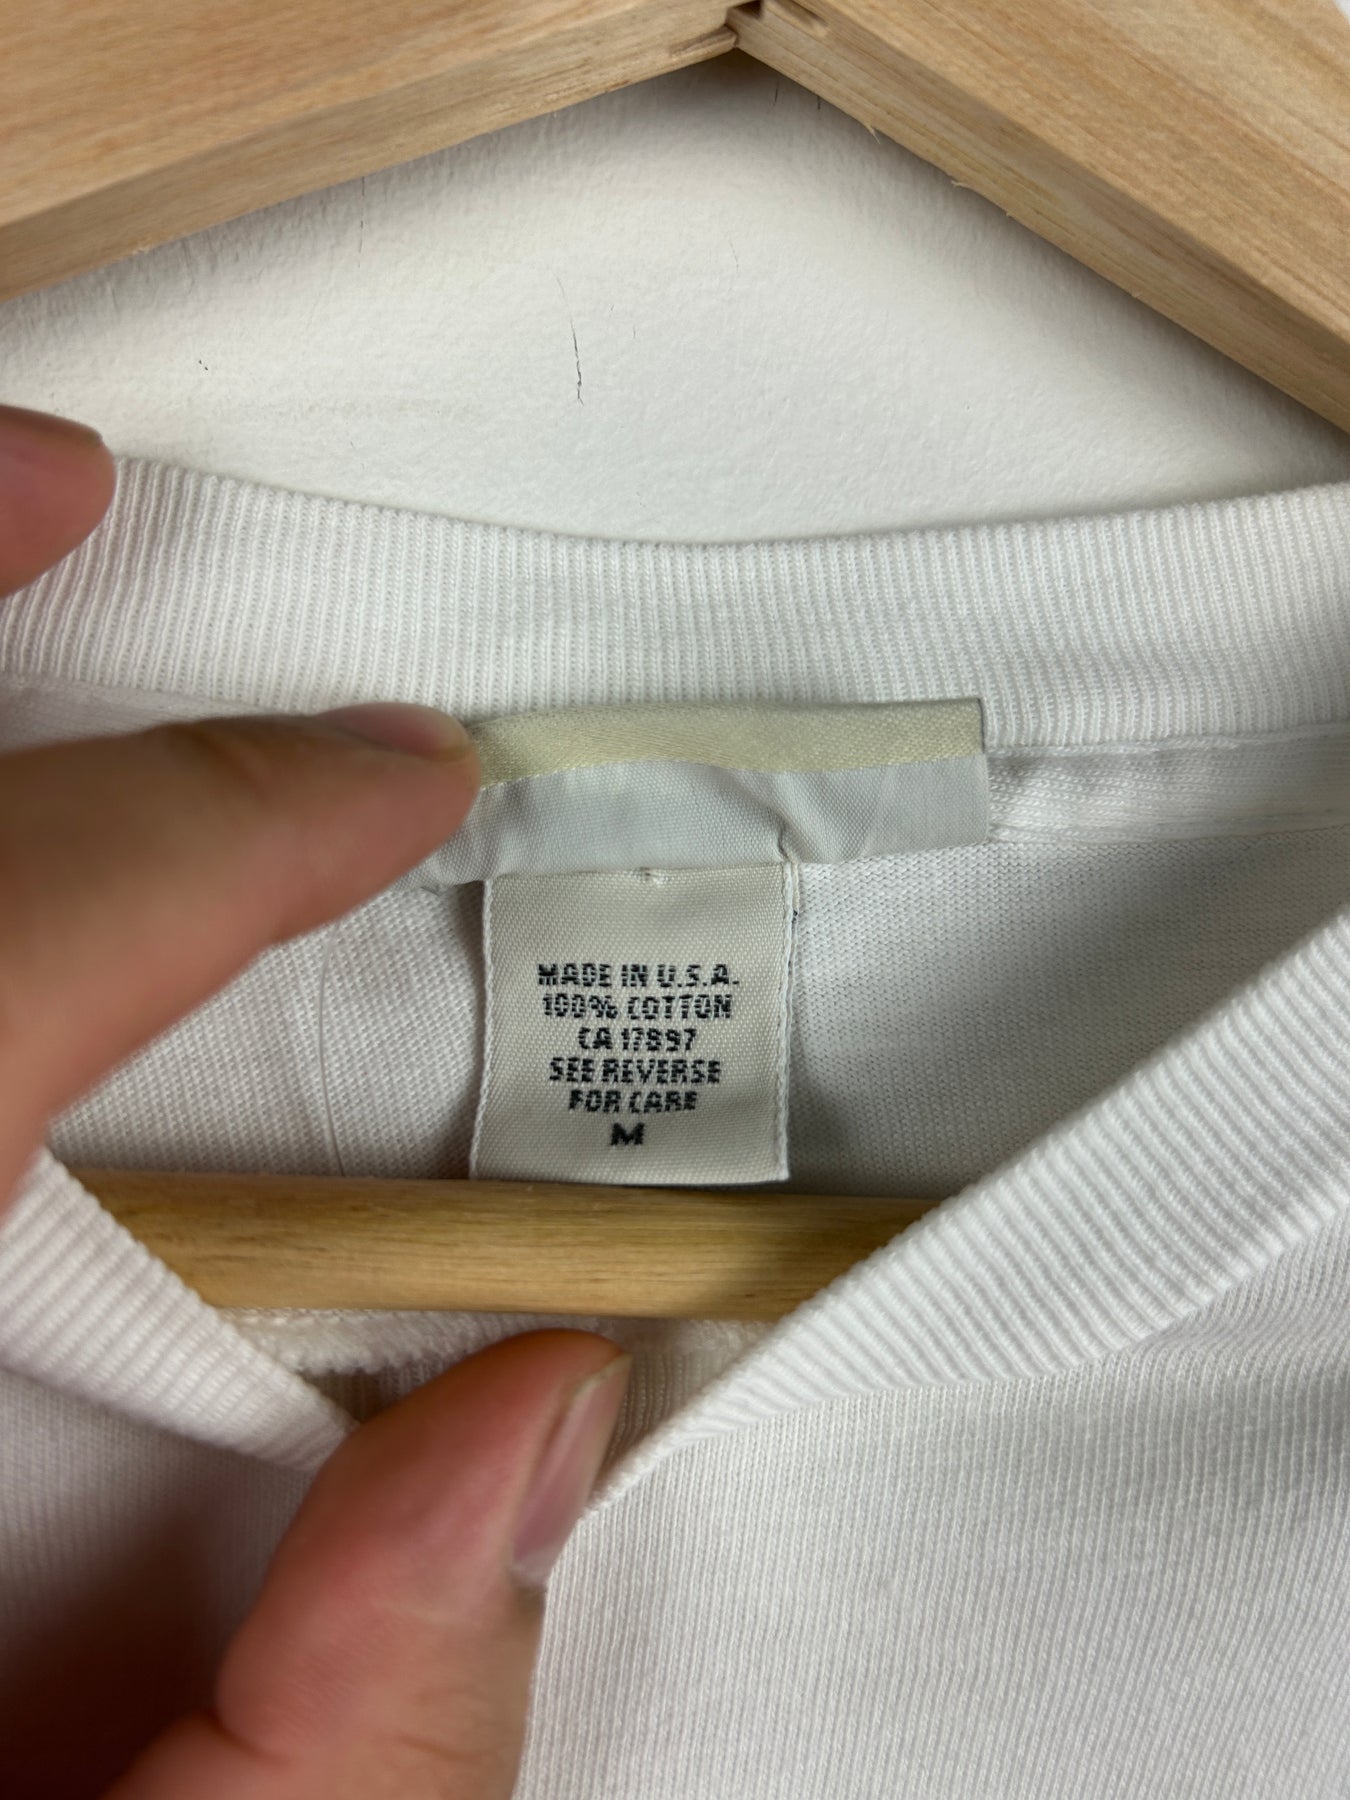 MADE IN U.S.A.
100% COTTON
CA 17897
SEE REVERSE
FOR CARE
M